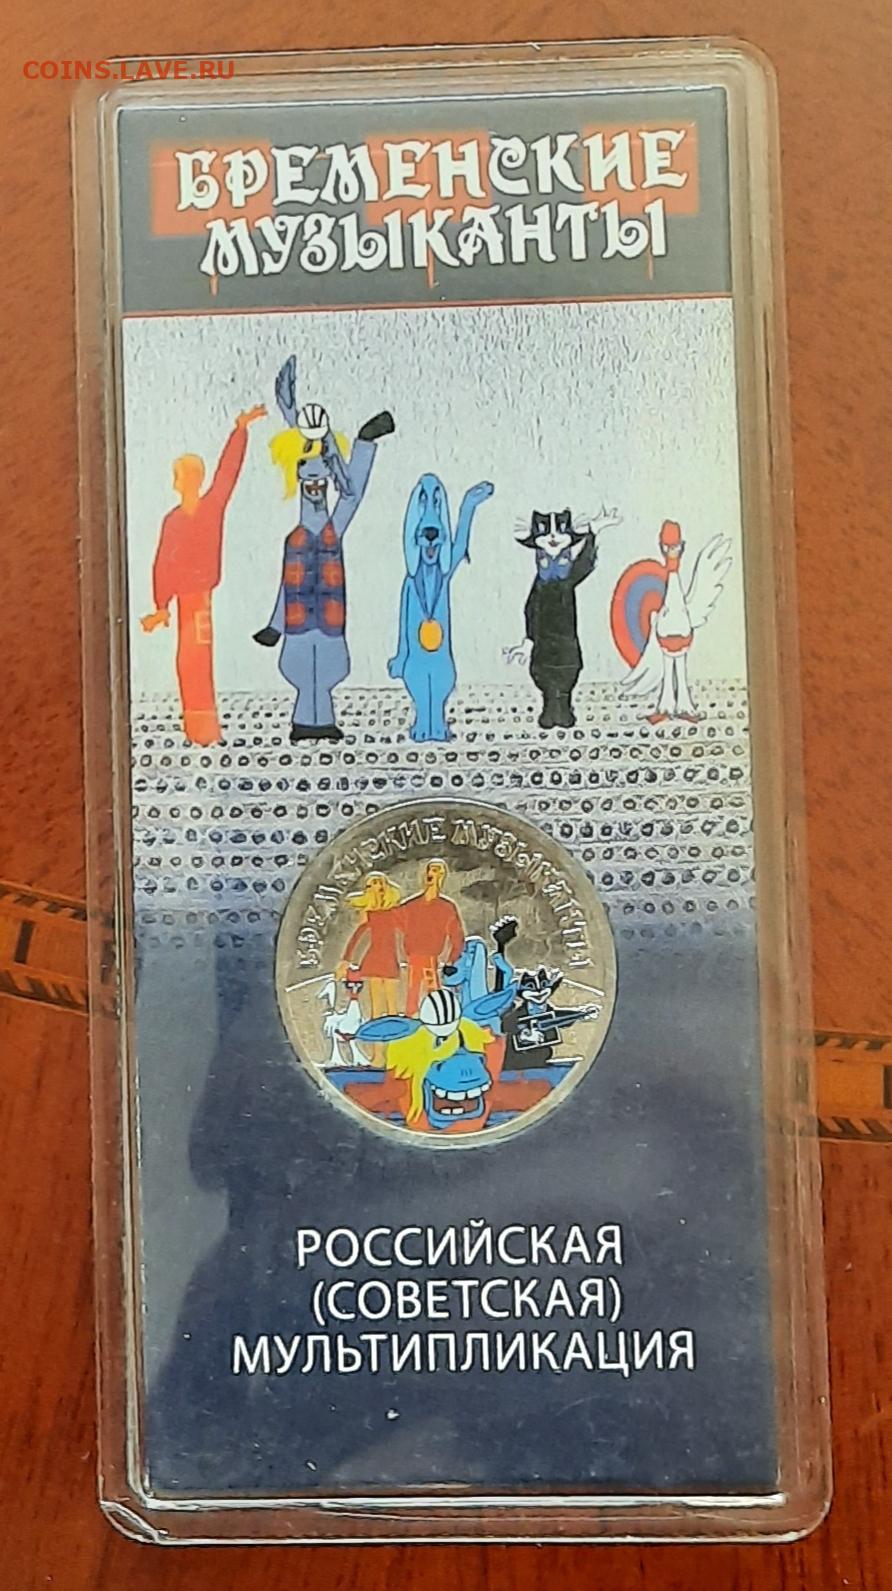 COINS.LAVE.RU
БРЕМЕНСКИЕ
МУЗЫКАНТЫ
БРЕМЕНСКИЕ МУЗЫКАНТЫ
РОССИЙСКАЯ
(СОВЕТСКАЯ)
МУЛЬТИПЛИКАЦИЯ